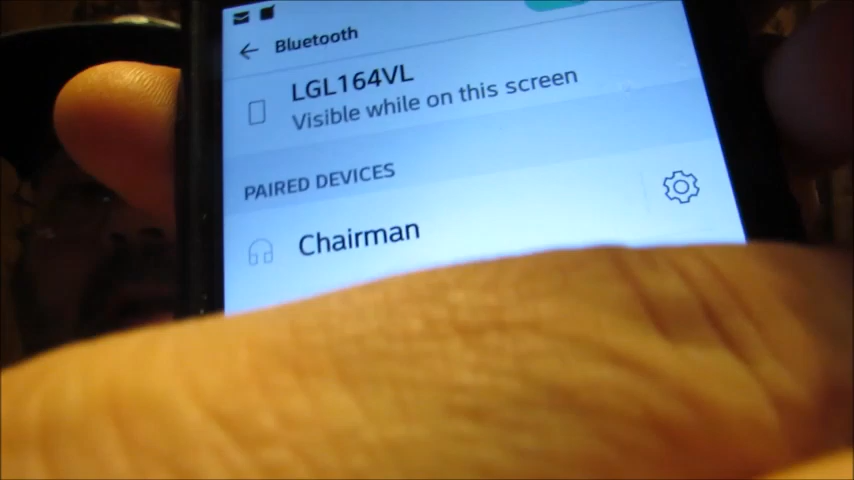 Bluetooth
LGL164VL
Visible while on this screen
PAIRED DEVICES
Chairman